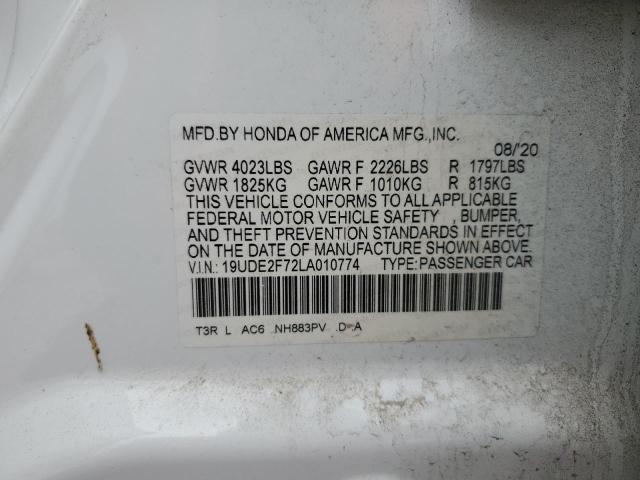 MFD.BY HONDA OF AMERICA MFG.,INC.
08/'20
GVWR 4023LBS GAWR F 2226LBS R 1797LBS
GVWR 1825KG GAWR F 1010KG R 815KG
THIS VEHICLE CONFORMS TO ALL APPLICABLE
FEDERAL MOTOR VEHICLE SAFETY , BUMPER,
AND THEFT PREVENTION STANDARDS IN EFFECT
ON THE DATE OF MANUFACTURE SHOWN ABOVE.
V.I.N.: 19UDE2F72LA010774 TYPE:PASSENGER CAR
T3R L AC6 NH883PV .D-A